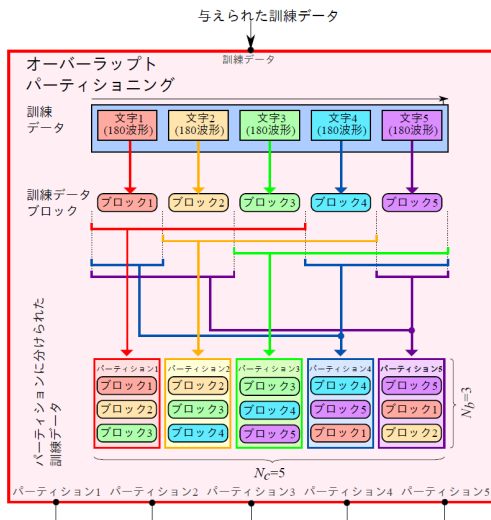 与えられた訓練データ
訓練データ
オーバーラップト
パーティショニング
訓練
データ
文字1
(180波形)
文字2
(180波形)
文字3
(180波形)
文字4
(180波形)
文字5
(180波形)
訓練データ
ブロック
ブロック1
ブロック2
ブロック3
ブロック4
ブロック5
パーティションに分けられた
訓練データ
パーティション1
ブロック1
ブロック2
ブロック3
パーティション2
ブロック2
ブロック3
ブロック4
パーティション3
ブロック3
ブロック4
ブロック5
パーティション4
ブロック4
ブロック5
ブロック1
パーティション5
ブロック5
ブロック1
ブロック2
Nb=3
Nc=5
パーティション1
パーティション2
パーティション3
パーティション4
パーティション5